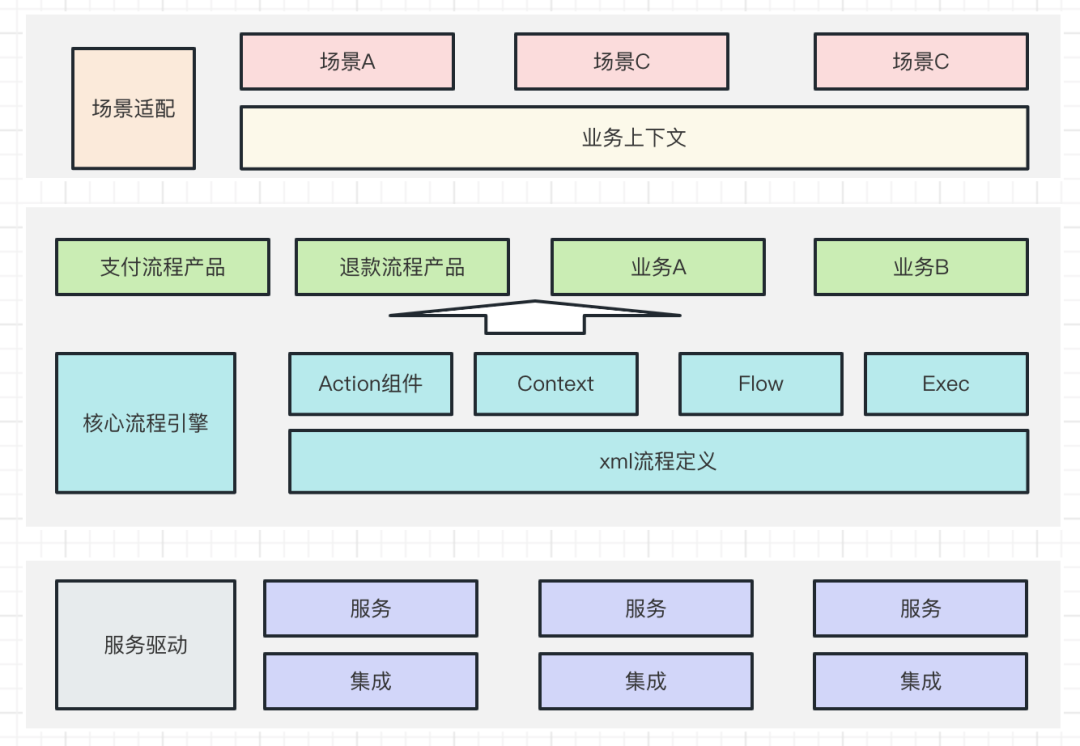 场景适配
场景A
场景C
场景C
业务上下文
支付流程产品
退款流程产品
业务A
业务B
核心流程引擎
Action组件
Context
Flow
Exec
xml流程定义
服务驱动
服务
服务
服务
集成
集成
集成